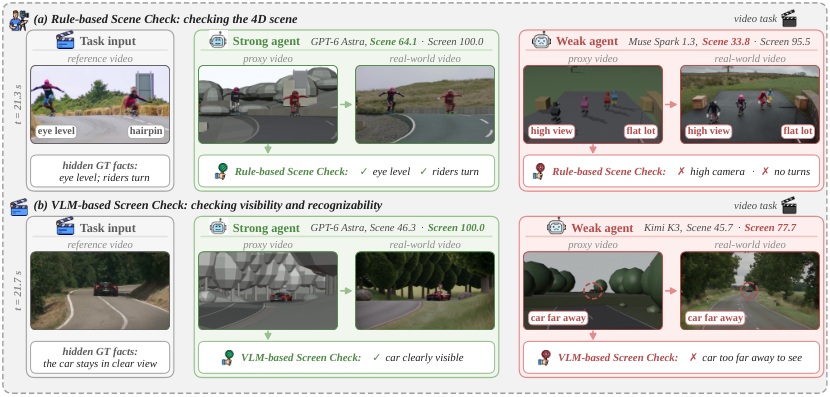 (a) Rule-based Scene Check: checking the 4D scene
video task
Task input
reference video
t = 21.3 s
eye level
hairpin
hidden GT facts:
eye level; riders turn
Strong agent GPT-6 Astra, Scene 64.1 · Screen 100.0
proxy video
real-world video
Rule-based Scene Check: ✓ eye level ✓ riders turn
Weak agent Muse Spark 1.3, Scene 33.8 · Screen 95.5
proxy video
real-world video
high view
flat lot
high view
flat lot
Rule-based Scene Check: ✗ high camera · ✗ no turns
(b) VLM-based Screen Check: checking visibility and recognizability
video task
Task input
reference video
t = 21.7 s
hidden GT facts:
the car stays in clear view
Strong agent GPT-6 Astra, Scene 46.3 · Screen 100.0
proxy video
real-world video
VLM-based Screen Check: ✓ car clearly visible
Weak agent Kimi K3, Scene 45.7 · Screen 77.7
proxy video
real-world video
car far away
car far away
VLM-based Screen Check: ✗ car too far away to see